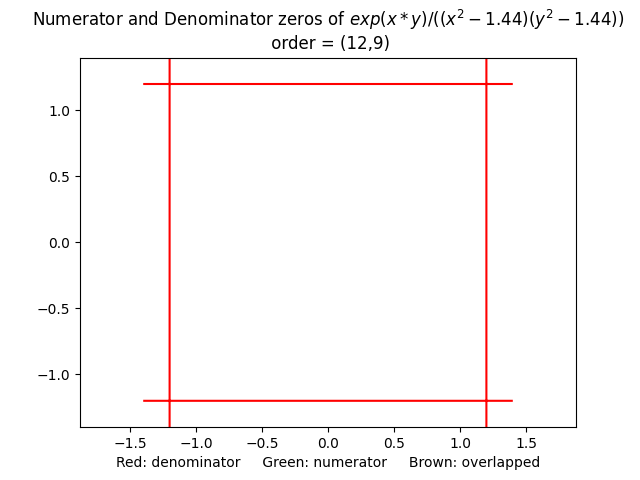 Numerator and Denominator zeros of $exp(x * y)/((x^2 − 1.44)(y^2 − 1.44))$
order = (12,9)
1.0
0.5
0.0
−0.5
−1.0
−1.5 −1.0 −0.5 0.0 0.5 1.0 1.5
Red: denominator Green: numerator Brown: overlapped